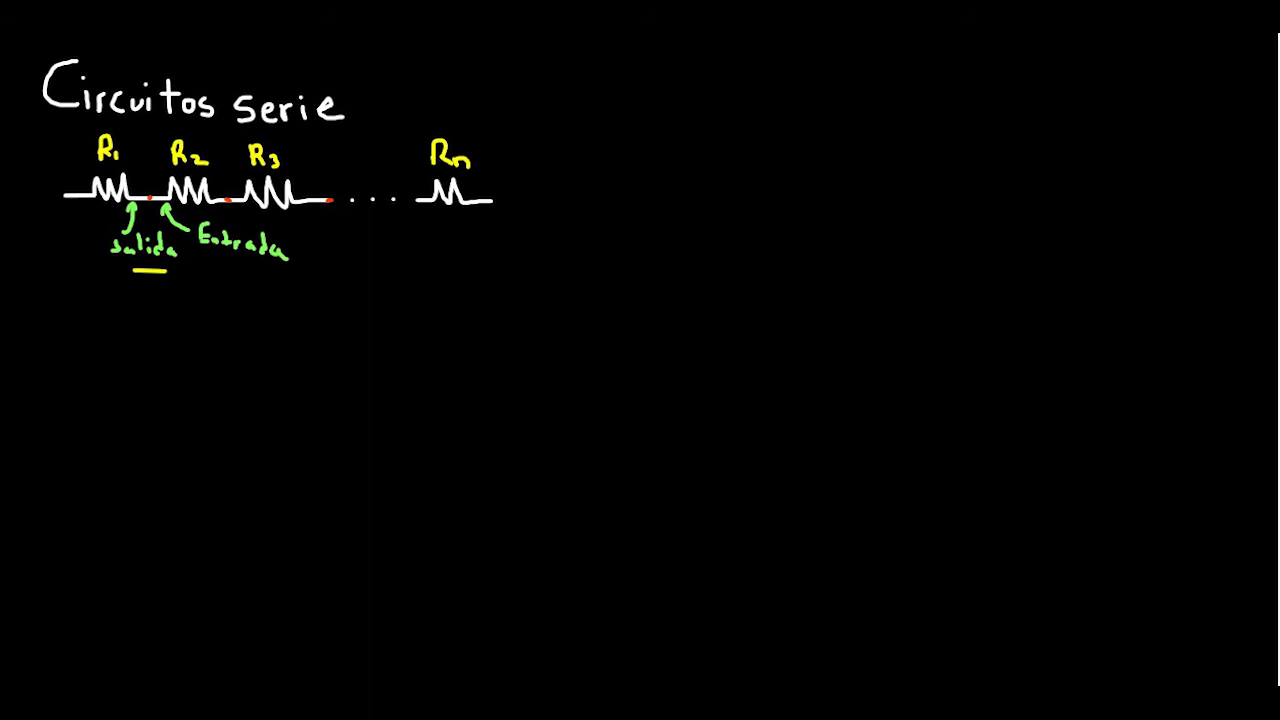 Circuitos serie
R1 R2 R3 Rn
. . .
salida Entrada